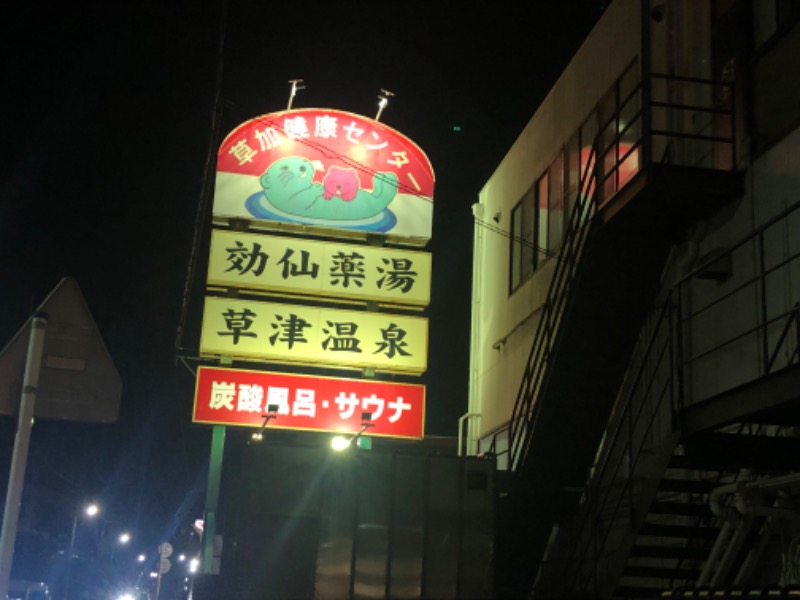 草加健康センター
効仙薬湯
草津温泉
炭酸風呂・サウナ